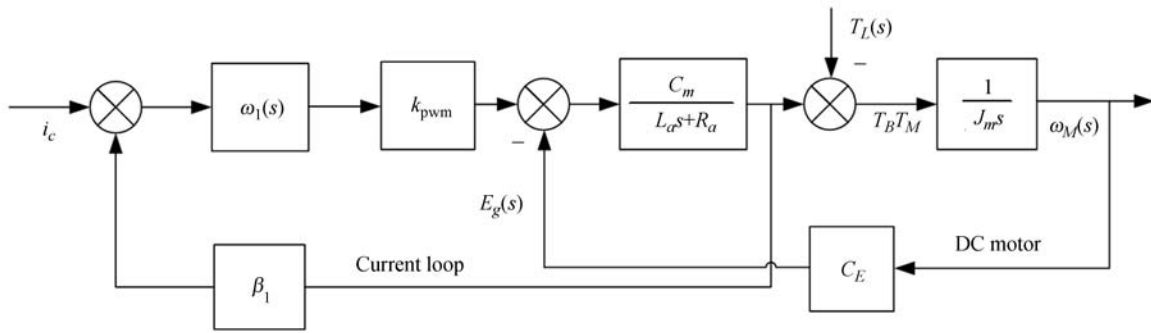 T_L(s)
–
i_c
ω_1(s)
k_pwm
–
C_m
L_a s+R_a
T_B T_M
1
J_m s
ω_M(s)
E_g(s)
β_1
Current loop
C_E
DC motor